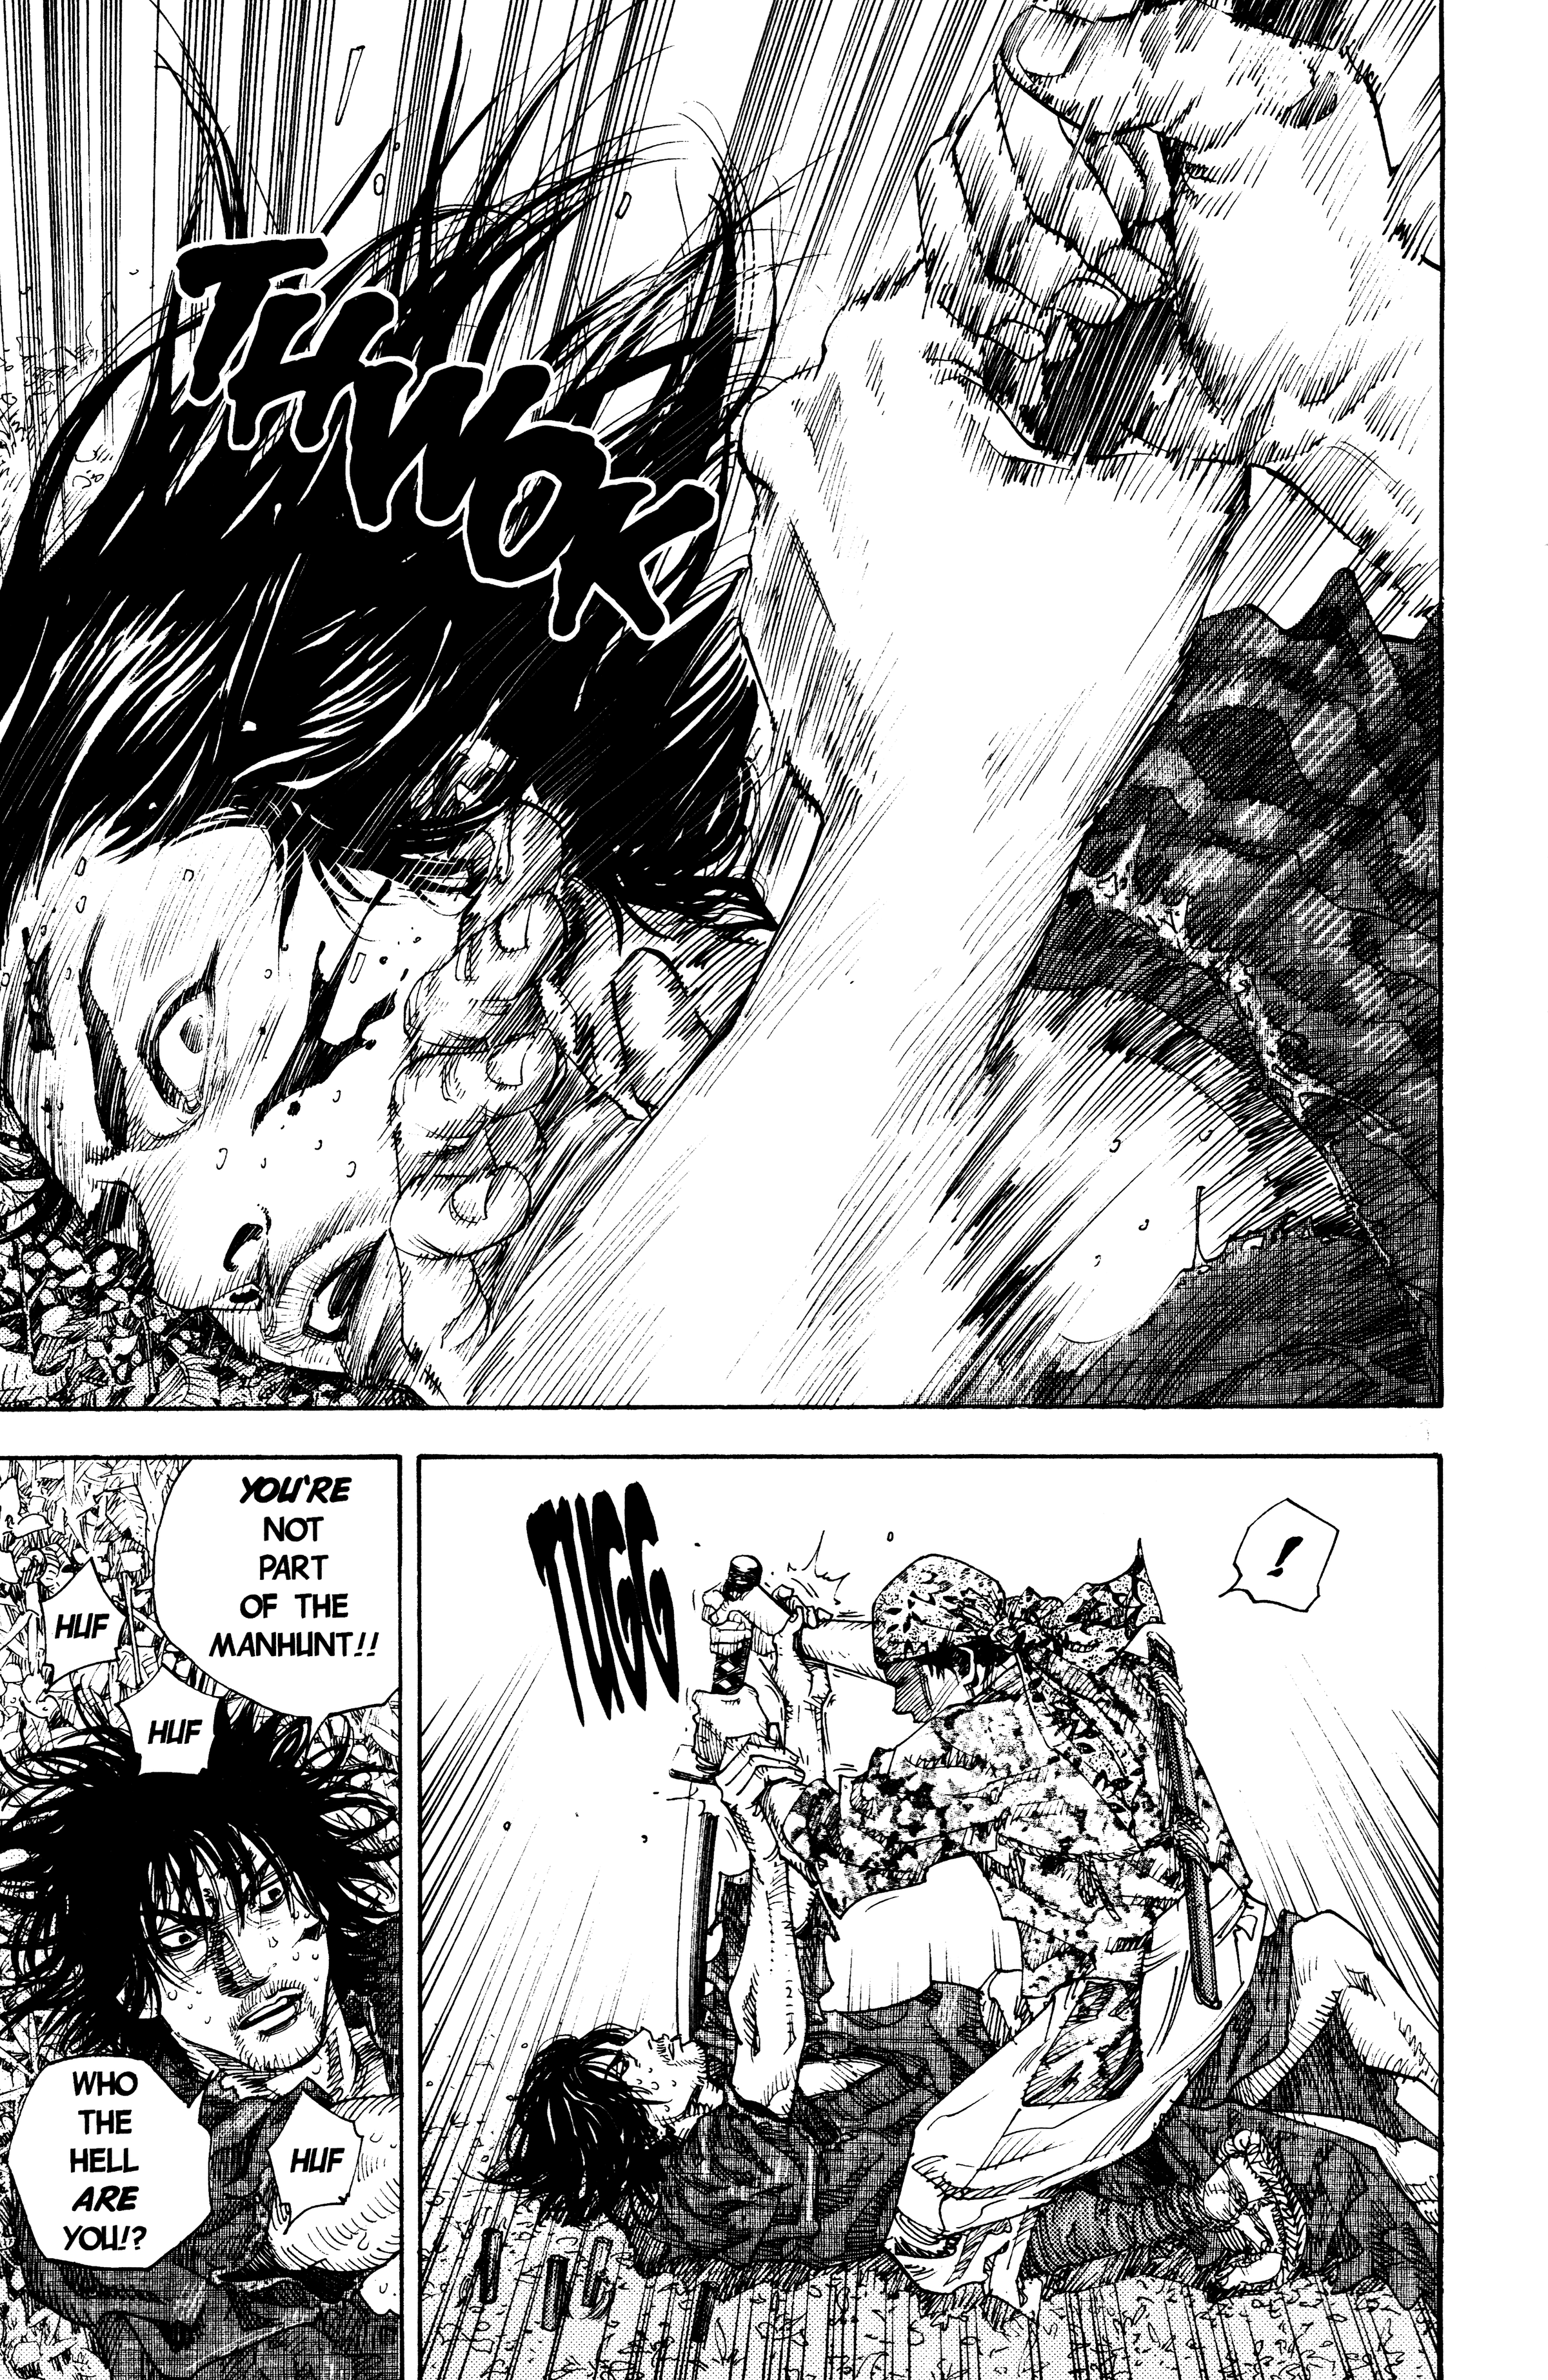 THWOK
!
TUGG
YOU'RE
NOT
PART
OF THE
MANHUNT!!
HUF
HUF
WHO
THE
HELL
ARE
YOU!?
HUF